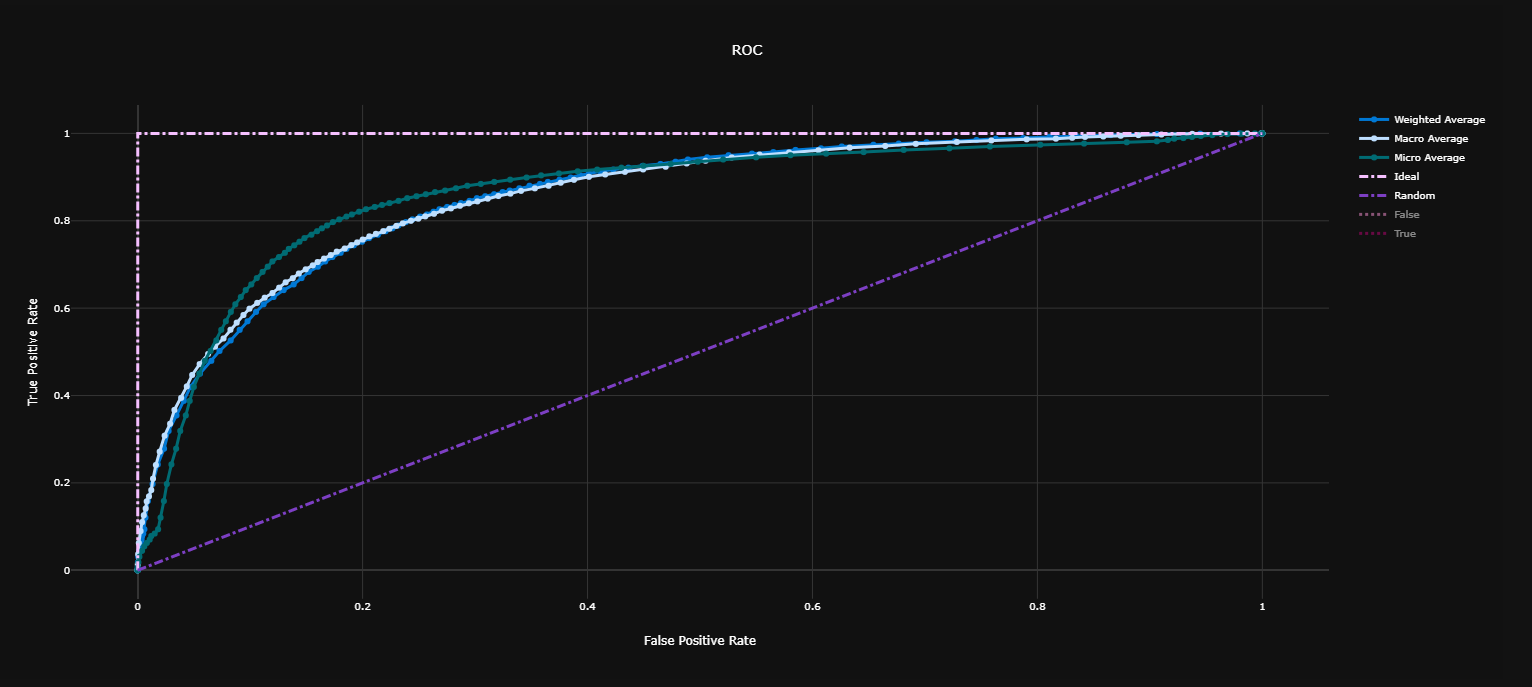 ROC
Weighted Average
Macro Average
Micro Average
Ideal
Random
False
True
True Positive Rate
1
0.8
0.6
0.4
0.2
0
0 0.2 0.4 0.6 0.8 1
False Positive Rate